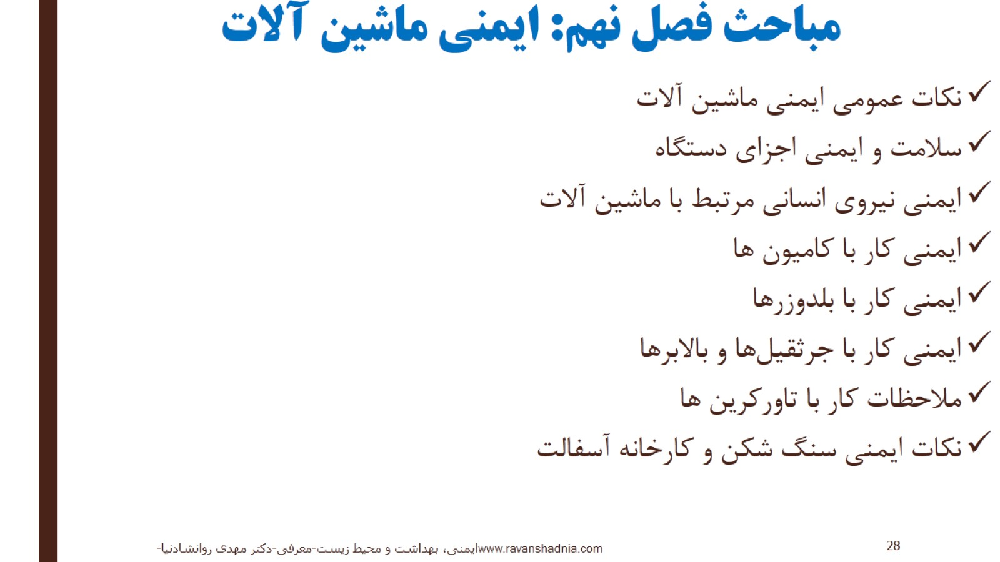 مباحث فصل نهم: ایمنی ماشین آلات
✓ نکات عمومی ایمنی ماشین آلات
✓ سلامت و ایمنی اجزای دستگاه
✓ ایمنی نیروی انسانی مرتبط با ماشین آلات
✓ ایمنی کار با کامیون ها
✓ ایمنی کار با بلدوزرها
✓ ایمنی کار با جرثقیل‌ها و بالابرها
✓ ملاحظات کار با تاورکرین ها
✓ نکات ایمنی سنگ شکن و کارخانه آسفالت
www.ravanshadnia.comایمنی، بهداشت و محیط زیست-معرفی-دکتر مهدی روانشادنیا-
28